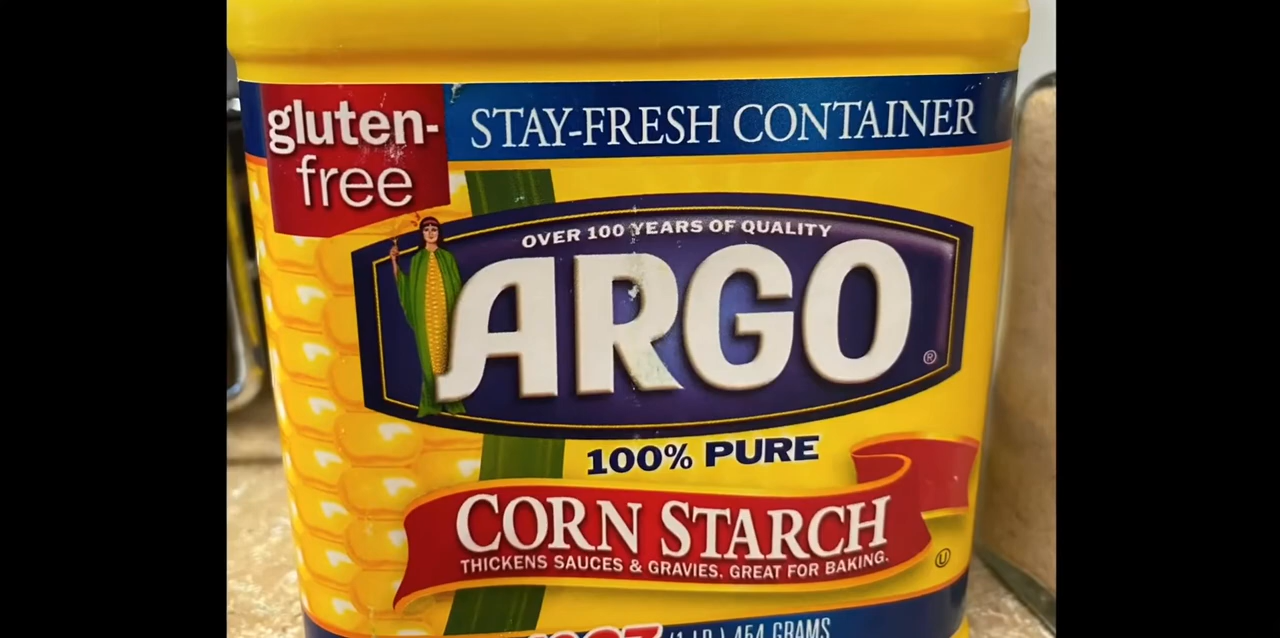 gluten-
free
STAY-FRESH CONTAINER
OVER 100 YEARS OF QUALITY
ARGO
®
100% PURE
CORN STARCH
THICKENS SAUCES & GRAVIES. GREAT FOR BAKING.
U
454 GRAMS